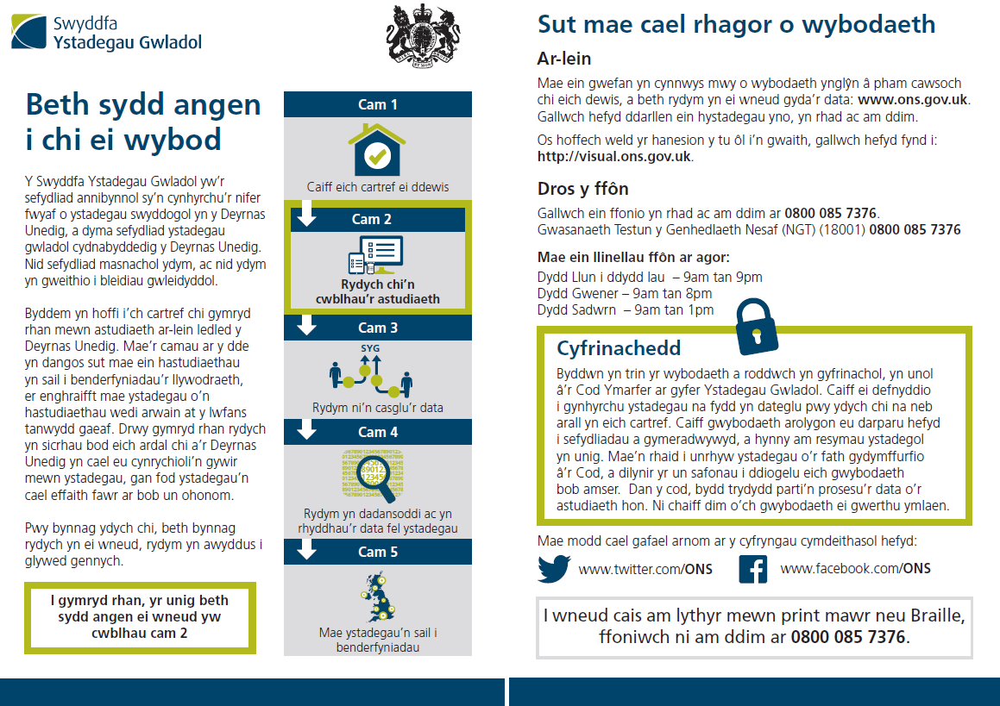 Swyddfa
Ystadegau Gwladol
Beth sydd angen
i chi ei wybod
Y Swyddfa Ystadegau Gwladol yw'r
sefydliad annibynnol sy'n cynhyrchu'r nifer
fwyaf o ystadegau swyddogol yn y Deyrnas
Unedig, a dyma sefydliad ystadegau
gwladol cydnabyddedig y Deyrnas Unedig.
Nid sefydliad masnachol ydym, ac nid ydym
yn gweithio i bleidiau gwleidyddol.
Byddem yn hoffi i'ch cartref chi gymryd
rhan mewn astudiaeth ar-lein ledled y
Deyrnas Unedig. Mae'r camau ar y dde
yn dangos sut mae ein hastudiaethau
yn sail i benderfyniadau'r llywodraeth,
er enghraifft mae ystadegau o'n
hastudiaethau wedi arwain at y lwfans
tanwydd gaeaf. Drwy gymryd rhan rydych
yn sicrhau bod eich ardal chi a'r Deyrnas
Unedig yn cael eu cynrychioli'n gywir
mewn ystadegau, gan fod ystadegau'n
cael effaith fawr ar bob un ohonom.
Pwy bynnag ydych chi, beth bynnag
rydych yn ei wneud, rydym yn awyddus i
glywed gennych.
I gymryd rhan, yr unig beth
sydd angen ei wneud yw
cwblhau cam 2
Cam 1
Caiff eich cartref ei ddewis
Cam 2
Rydych chi'n
cwblhau'r astudiaeth
Cam 3
SYG
Rydym ni'n casglu'r data
Cam 4
Rydym yn dadansoddi ac yn
rhyddhau'r data fel ystadegau
Cam 5
Mae ystadegau'n sail i
benderfyniadau
Sut mae cael rhagor o wybodaeth
Ar-lein
Mae ein gwefan yn cynnwys mwy o wybodaeth ynglŷn â pham cawsoch
chi eich dewis, a beth rydym yn ei wneud gyda'r data: www.ons.gov.uk.
Gallwch hefyd ddarllen ein hystadegau yno, yn rhad ac am ddim.
Os hoffech weld yr hanesion y tu ôl i'n gwaith, gallwch hefyd fynd i:
http://visual.ons.gov.uk.
Dros y ffôn
Gallwch ein ffonio yn rhad ac am ddim ar 0800 085 7376.
Gwasanaeth Testun y Genhedlaeth Nesaf (NGT) (18001) 0800 085 7376
Mae ein llinellau ffôn ar agor:
Dydd Llun i ddydd Iau – 9am tan 9pm
Dydd Gwener – 9am tan 8pm
Dydd Sadwrn – 9am tan 1pm
Cyfrinachedd
Byddwn yn trin yr wybodaeth a roddwch yn gyfrinachol, yn unol
â'r Cod Ymarfer ar gyfer Ystadegau Gwladol. Caiff ei defnyddio
i gynhyrchu ystadegau na fydd yn dateglu pwy ydych chi na neb
arall yn eich cartref. Caiff gwybodaeth arolygon eu darparu hefyd
i sefydliadau a gymeradwywyd, a hynny am resymau ystadegol
yn unig. Mae'n rhaid i unrhyw ystadegau o'r fath gydymffurfio
â'r Cod, a dilynir yr un safonau i ddiogelu eich gwybodaeth
bob amser. Dan y cod, bydd trydydd parti'n prosesu'r data o'r
astudiaeth hon. Ni chaiff dim o'ch gwybodaeth ei gwerthu ymlaen.
Mae modd cael gafael arnom ar y cyfryngau cymdeithasol hefyd:
www.twitter.com/ONS
www.facebook.com/ONS
I wneud cais am lythyr mewn print mawr neu Braille,
ffoniwch ni am ddim ar 0800 085 7376.